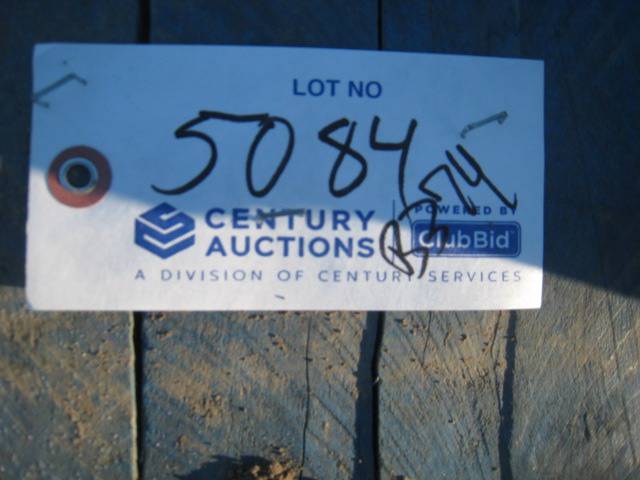 LOT NO
5084
CENTURY
AUCTIONS
POWERED BY
ClubBid
A DIVISION OF CENTURY SERVICES